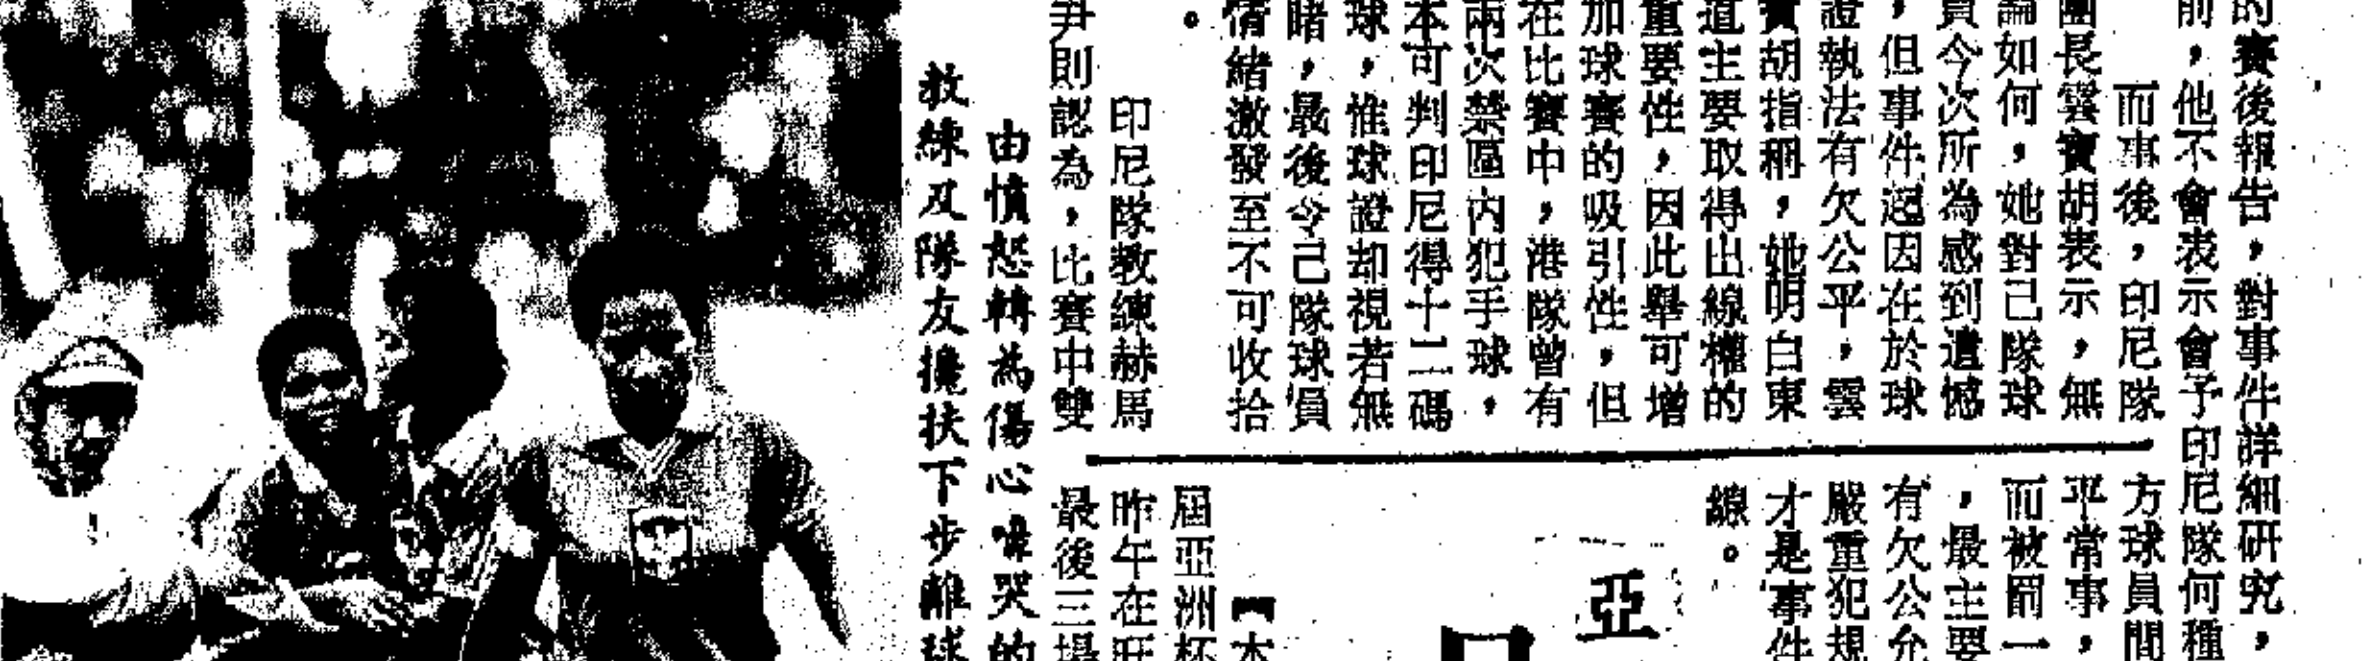 的賽後報告，對事件詳細研究，
前，他不會表示會予印尼隊何種
而事後，印尼隊
團長雲寶胡表示，無
論如何，她對己隊球
員今次所為感到遺憾
，但事件起因在於球
證執法有欠公平，雲
寶胡指稱，她明白東
道主要取得出線權的
重要性，因此舉可增
加球賽的吸引性，但
在比賽中，港隊曾有
兩次禁區內犯手球，
本可判印尼得十二碼
球，惟球證却視若無
睹，最後令己隊球員
情緒激發至不可收拾
。
印尼隊教練赫馬
尹則認為，比賽中雙
方球員間
平常事，
而被罰一
，最主要
有欠公允
嚴重犯規
才是事件
線。
亞
【本
屆亞洲杯
昨午在旺
最後三場
由憤怒轉為傷心嚎哭的
教練及隊友攙扶下步離球